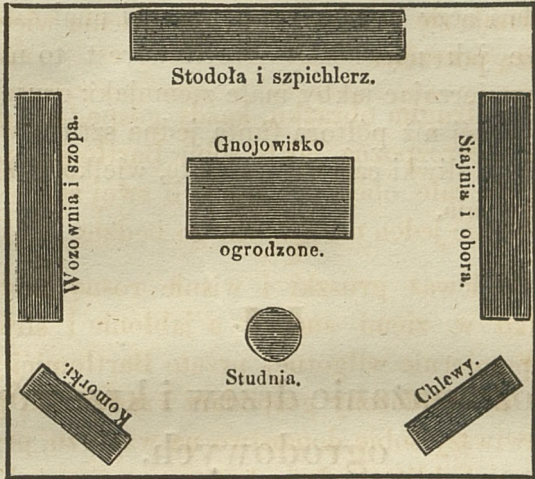 Stodoła i szpichlerz.
Wozownia i szopa.
Gnojowisko
ogrodzone.
Stajnia i obora.
Studnia.
Komórki.
Chlewy.